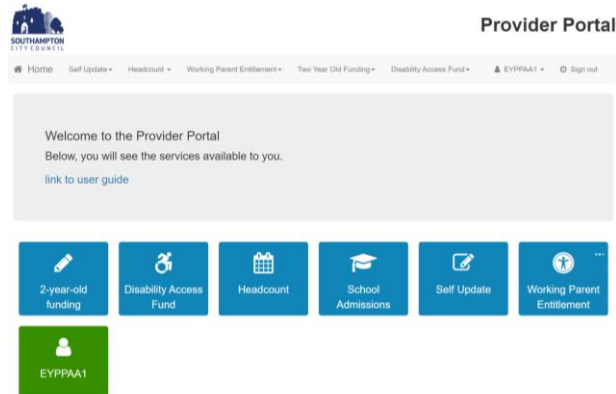 SOUTHAMPTON
CITY COUNCIL
Provider Portal
Home Self Update Headcount Working Parent Entitlement Two Year Old Funding Disability Access Fund EYPPAA1 Sign out
Welcome to the Provider Portal
Below, you will see the services available to you.
link to user guide
2-year-old
funding
Disability Access
Fund
Headcount
School
Admissions
Self Update
...
Working Parent
Entitlement
EYPPAA1